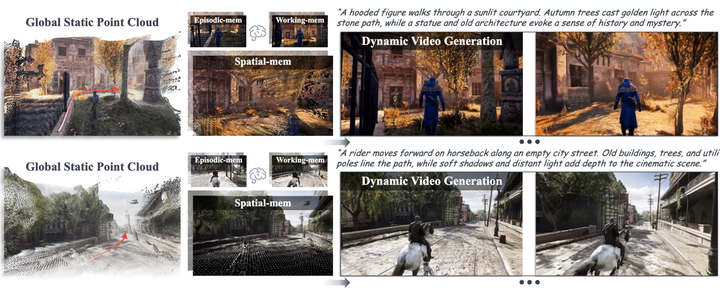 Global Static Point Cloud
Episodic-mem
Working-mem
Spatial-mem
"A hooded figure walks through a sunlit courtyard. Autumn trees cast golden light across the
stone path, while a statue and old architecture evoke a sense of history and mystery."
Dynamic Video Generation
Global Static Point Cloud
Episodic-mem
Working-mem
Spatial-mem
"A rider moves forward on horseback along an empty city street. Old buildings, trees, and utili
poles line the path, while soft shadows and distant light add depth to the cinematic scene."
Dynamic Video Generation